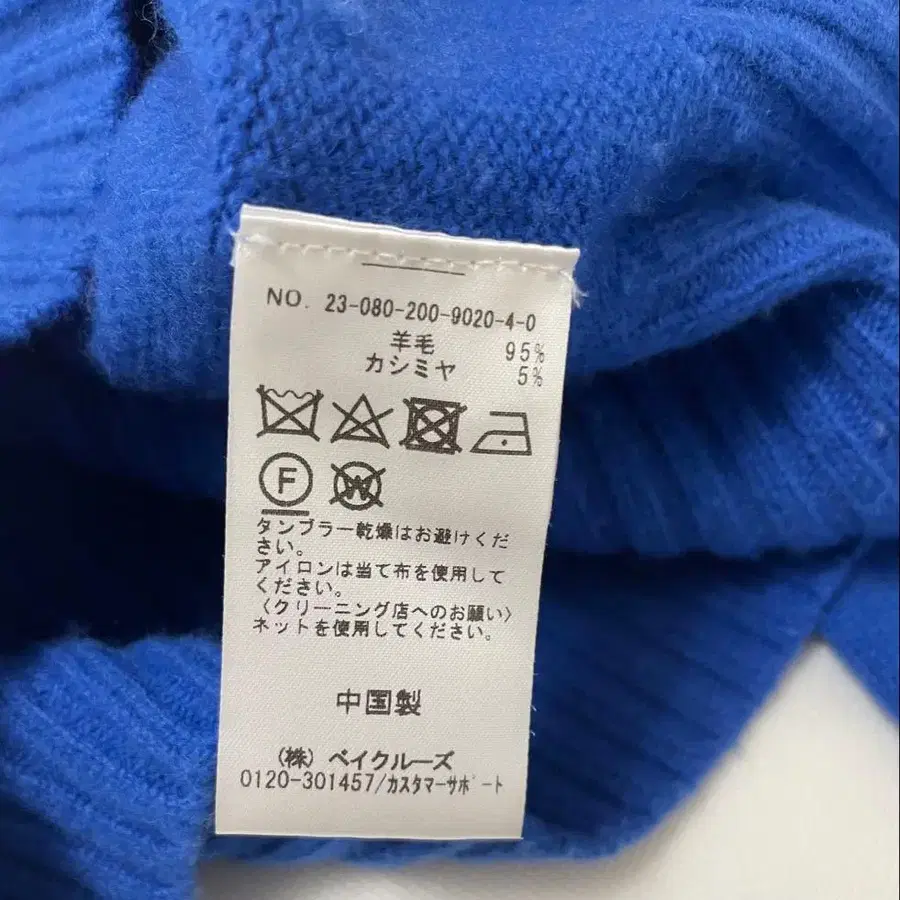 NO. 23-080-200-9020-4-0
羊毛 95%
カシミヤ 5%
F W
タンブラー乾燥はお避けくだ
さい。
アイロンは当て布を使用して
ください。
〈クリーニング店へのお願い〉
ネットを使用してください。
中国製
(株) ベイクルーズ
0120-301457/カスタマーサポート